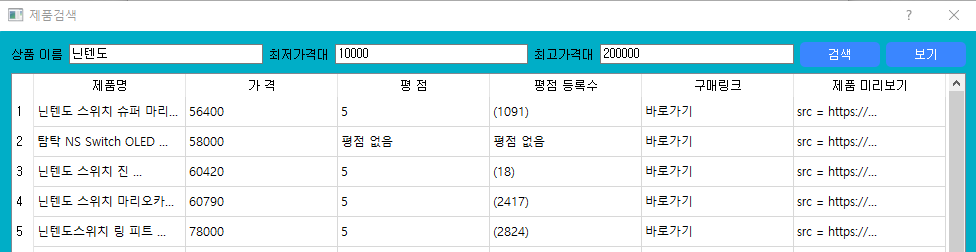 제품검색 ?
상품 이름 닌텐도 최저가격대 10000 최고가격대 200000 검색 보기
제품명 가 격 평 점 평점 등록수 구매링크 제품 미리보기
1 닌텐도 스위치 슈퍼 마리... 56400 5 (1091) 바로가기 src = https://...
2 탐탁 NS Switch OLED ... 58000 평점 없음 평점 없음 바로가기 src = https://...
3 닌텐도 스위치 진 ... 60420 5 (18) 바로가기 src = https://...
4 닌텐도 스위치 마리오카... 60790 5 (2417) 바로가기 src = https://...
5 닌텐도스위치 링 피트 ... 78000 5 (2824) 바로가기 src = https://...